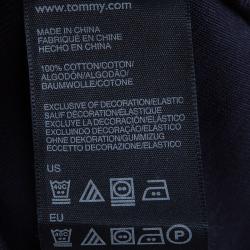 www.tommy.com
MADE IN CHINA
FABRIQUÉ EN CHINE
HECHO EN CHINA
100% COTTON/COTON/
ALGODÓN/ALGODÃO/
BAUMWOLLE/COTONE
EXCLUSIVE OF DECORATION/ELASTIC
SAUF DÉCORATION/ÉLASTIQUE
EXCLUYE LA DECORACIÓN/ELÁSTICO
EXCLUINDO DECORAÇÃO/ELÁSTICO
OHNE DEKORATION/GUMMIZUG
ECCETTO DECORAZIONE/ELASTICO
US
40C
EU
40
P